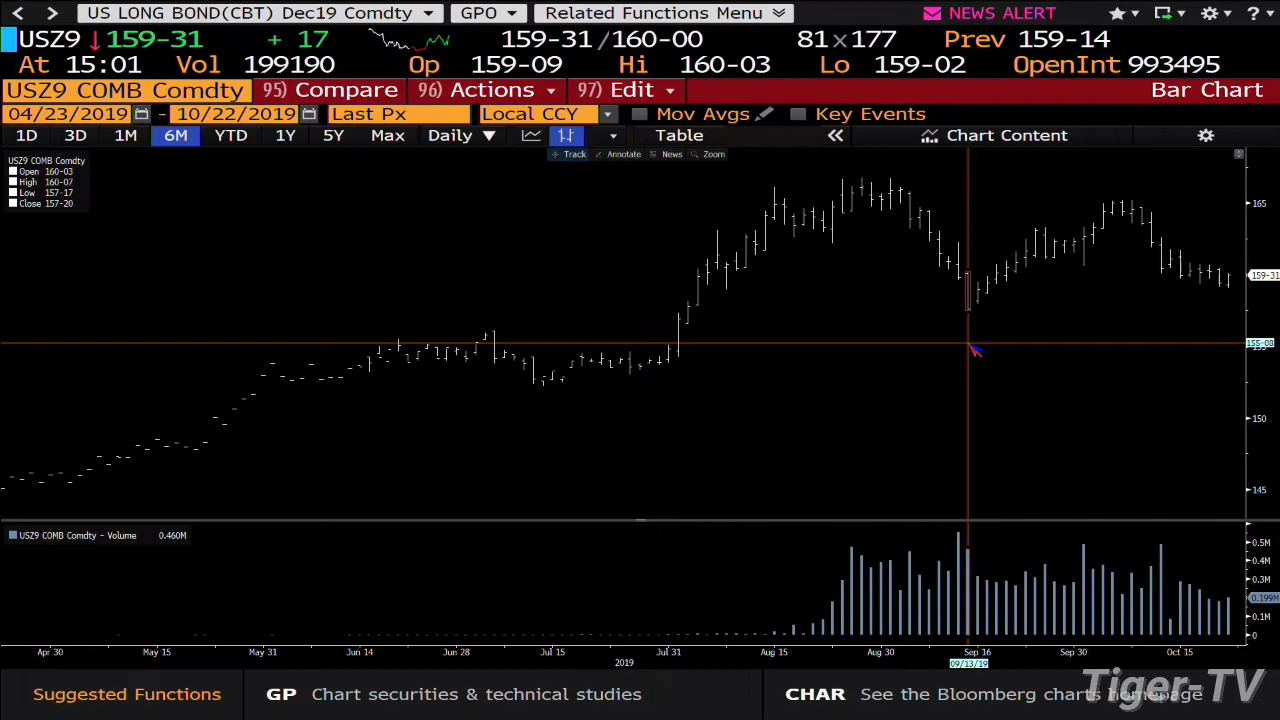 US LONG BOND(CBT) Dec19 Comdty GPO Related Functions Menu NEWS ALERT
USZ9 159-31 + 17 159-31/160-00 81x177 Prev 159-14
At 15:01 Vol 199190 Op 159-09 Hi 160-03 Lo 159-02 OpenInt 993495
USZ9 COMB Comdty 95) Compare 96) Actions 97) Edit Bar Chart
04/23/2019 - 10/22/2019 Last Px Local CCY Mov Avgs Key Events
1D 3D 1M 6M YTD 1Y 5Y Max Daily Table Chart Content
Track Annotate News Zoom
USZ9 COMB Comdty
Open 160-03
High 160-07
Low 157-17
Close 157-20
165
159-31
155-08
150
145
USZ9 COMB Comdty - Volume 0.460M
0.5M
0.4M
0.3M
0.199M
0.1M
0
Apr 30 May 15 May 31 Jun 14 Jun 28 Jul 15 Jul 31 Aug 15 Aug 30 Sep 16 Sep 30 Oct 15
2019 09/13/19
Suggested Functions GP Chart securities & technical studies CHAR See the Bloomberg charts homepage
Tiger-TV